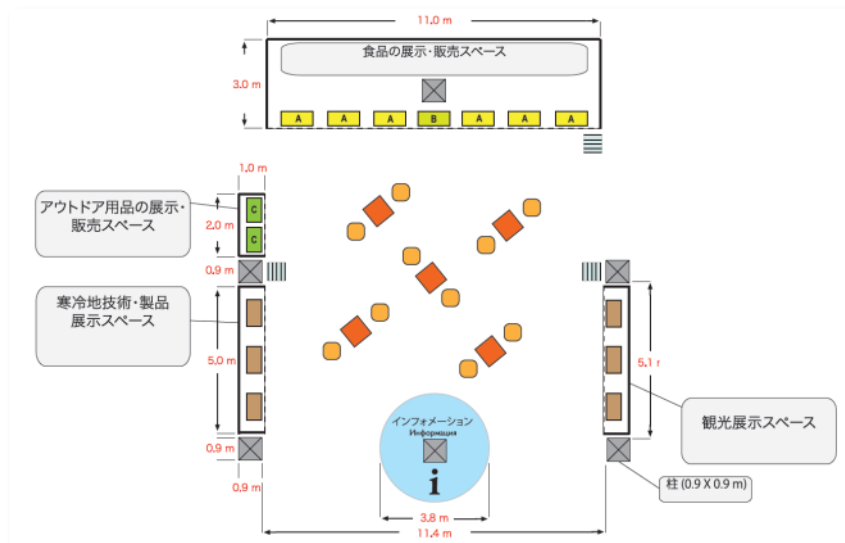 11.0 m
食品の展示・販売スペース
3.0 m
A
A
A
B
A
A
A
1.0 m
アウトドア用品の展示・
販売スペース
2.0 m
C
C
0.9 m
寒冷地技術・製品
展示スペース
5.0 m
5.1 r
観光展示スペース
インフォメーション
Информация
i
0.9 m
0.9 m
柱 (0.9 X 0.9 m)
3.8 m
11.4 m